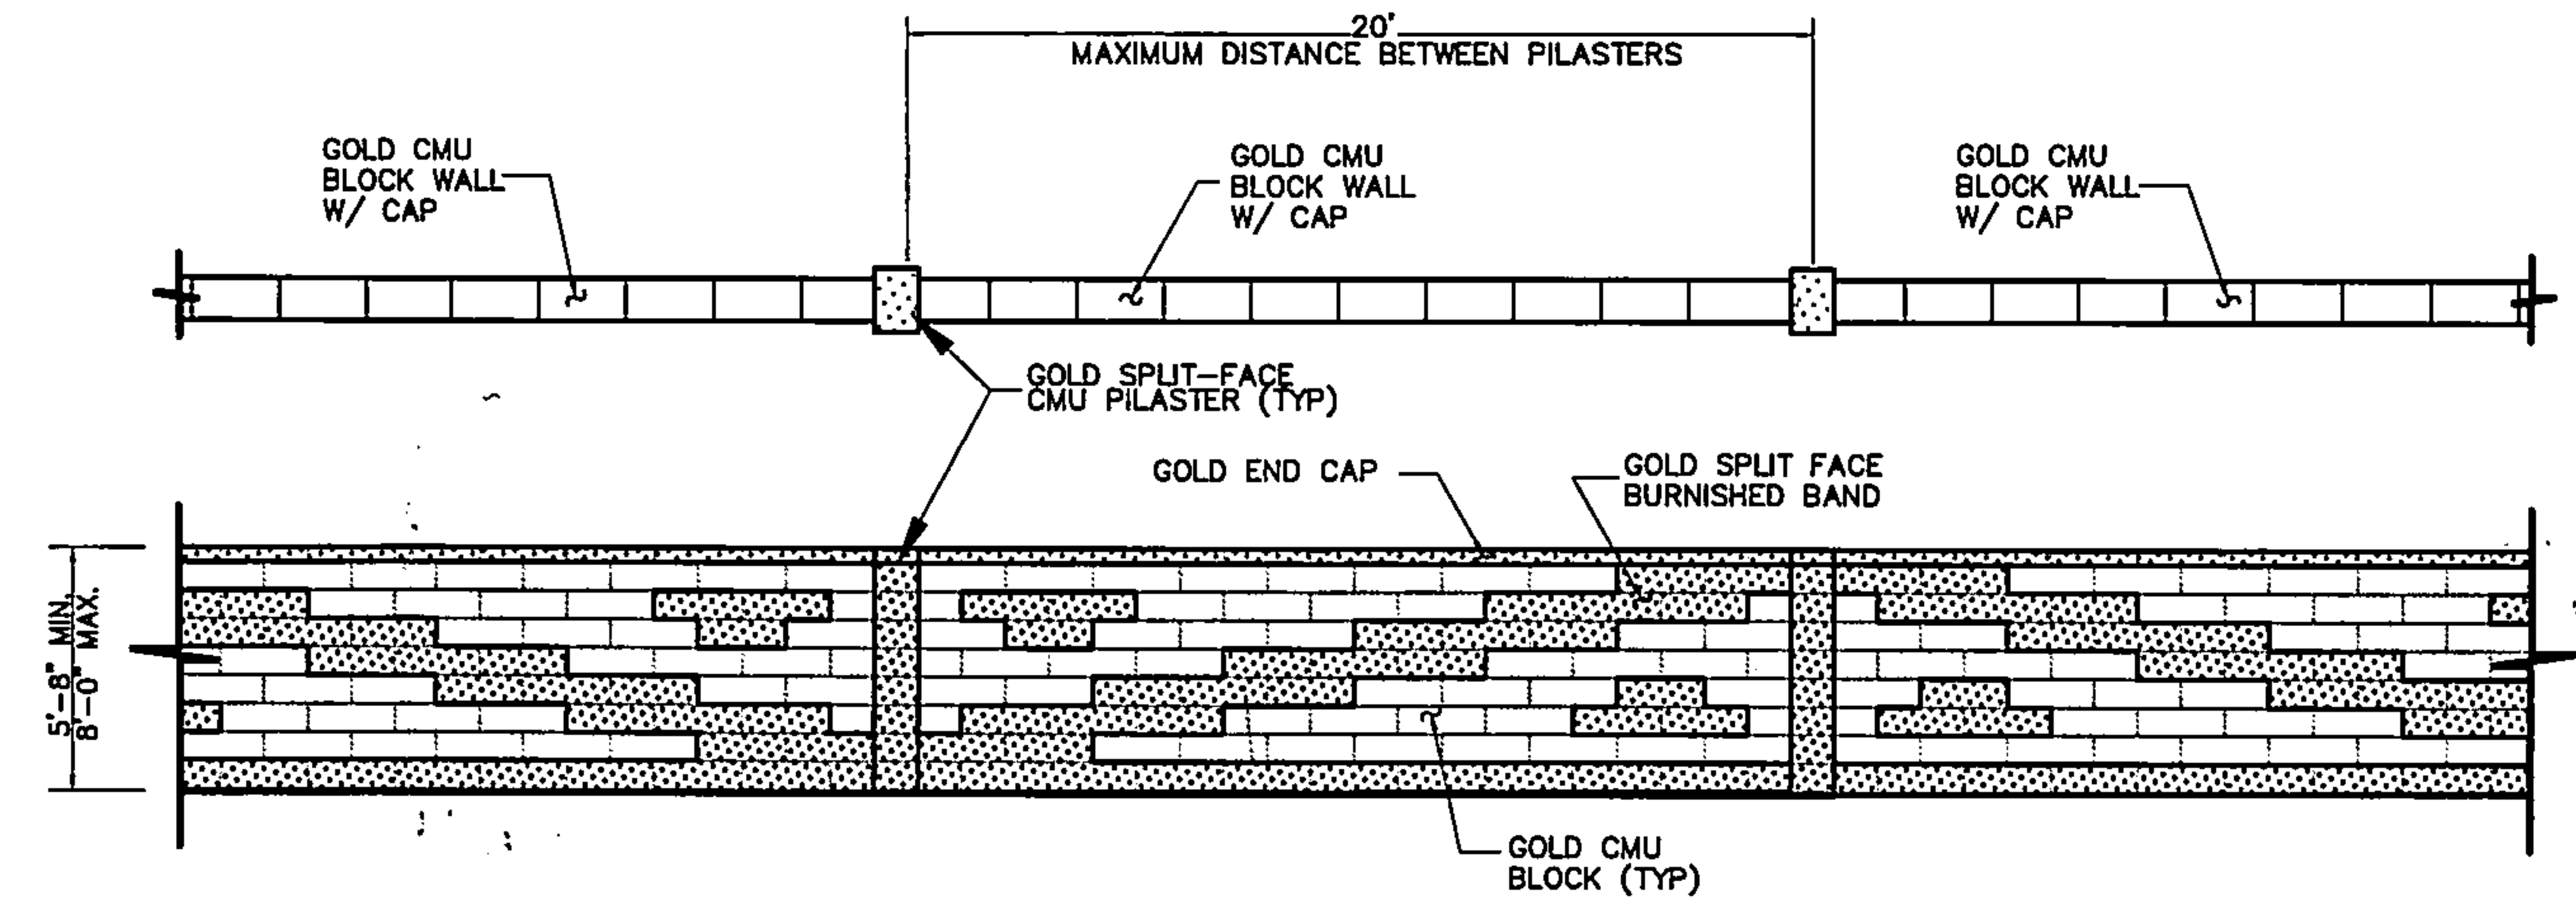 20'
MAXIMUM DISTANCE BETWEEN PILASTERS
GOLD CMU
BLOCK WALL
W/ CAP
GOLD CMU
BLOCK WALL
W/ CAP
GOLD CMU
BLOCK WALL
W/ CAP
GOLD SPLIT-FACE
CMU PILASTER (TYP)
GOLD END CAP
GOLD SPLIT FACE
BURNISHED BAND
5'-8" MIN.
8'-0" MAX.
GOLD CMU
BLOCK (TYP)